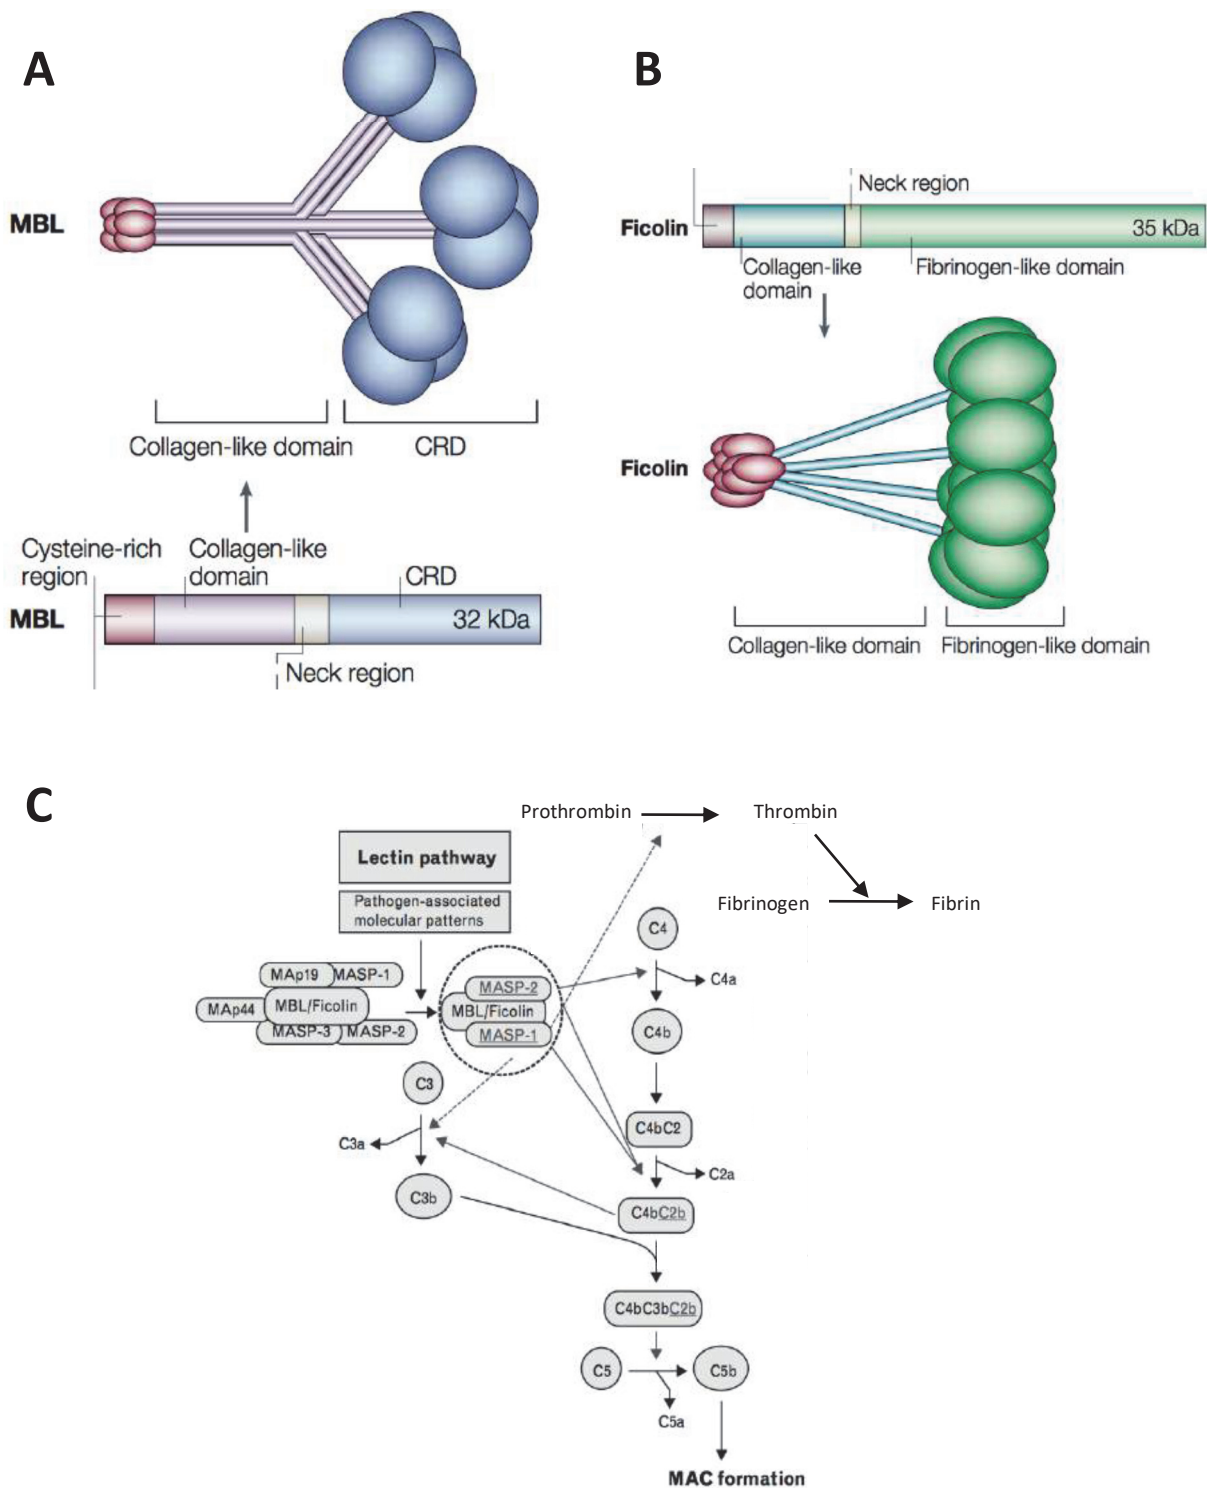 A
MBL
Collagen-like domain
CRD
Cysteine-rich
region
Collagen-like
domain
CRD
MBL
32 kDa
Neck region
B
Neck region
Ficolin
35 kDa
Collagen-like
domain
Fibrinogen-like domain
Ficolin
Collagen-like domain
Fibrinogen-like domain
C
Prothrombin
Thrombin
Fibrinogen
Fibrin
Lectin pathway
Pathogen-associated
molecular patterns
MAp19
MASP-1
MAp44
MBL/Ficolin
MASP-3
MASP-2
MASP-2
MBL/Ficolin
MASP-1
C4
C4a
C4b
C3
C3a
C3b
C4bC2
C2a
C4bC2b
C4bC3bC2b
C5
C5b
C5a
MAC formation